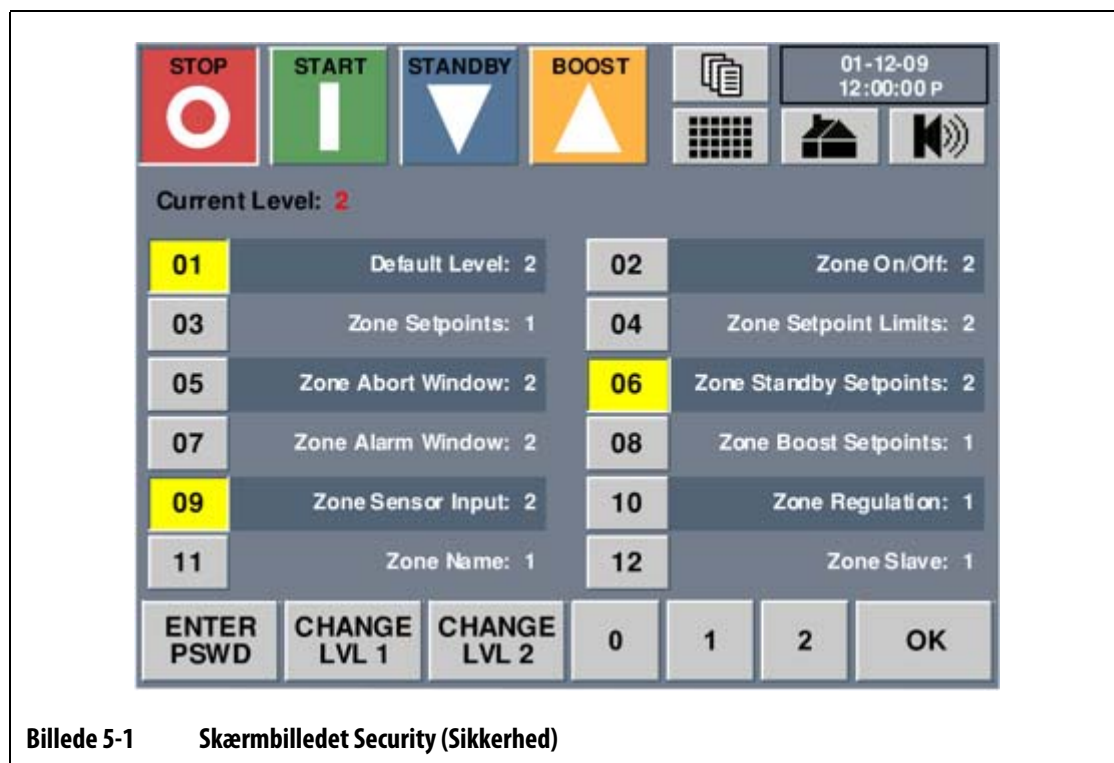 STOP START STANDBY BOOST
01-12-09
12:00:00 P
Current Level: 2
01 Default Level: 2 02 Zone On/Off: 2
03 Zone Setpoints: 1 04 Zone Setpoint Limits: 2
05 Zone Abort Window: 2 06 Zone Standby Setpoints: 2
07 Zone Alarm Window: 2 08 Zone Boost Setpoints: 1
09 Zone Sensor Input: 2 10 Zone Regulation: 1
11 Zone Name: 1 12 Zone Slave: 1
ENTER PSWD CHANGE LVL 1 CHANGE LVL 2 0 1 2 OK
Billede 5-1 Skærmbilledet Security (Sikkerhed)